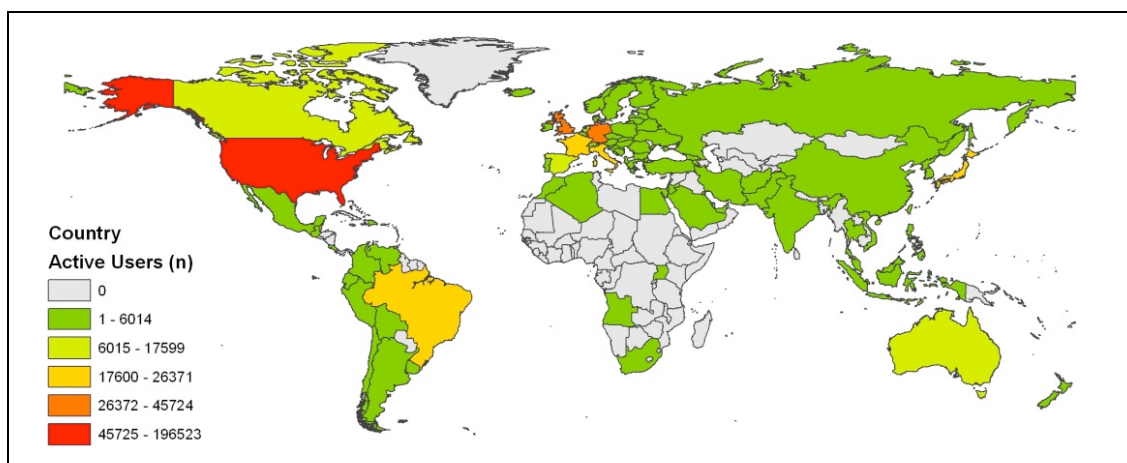 Country
Active Users (n)
0
1 - 6014
6015 - 17599
17600 - 26371
26372 - 45724
45725 - 196523